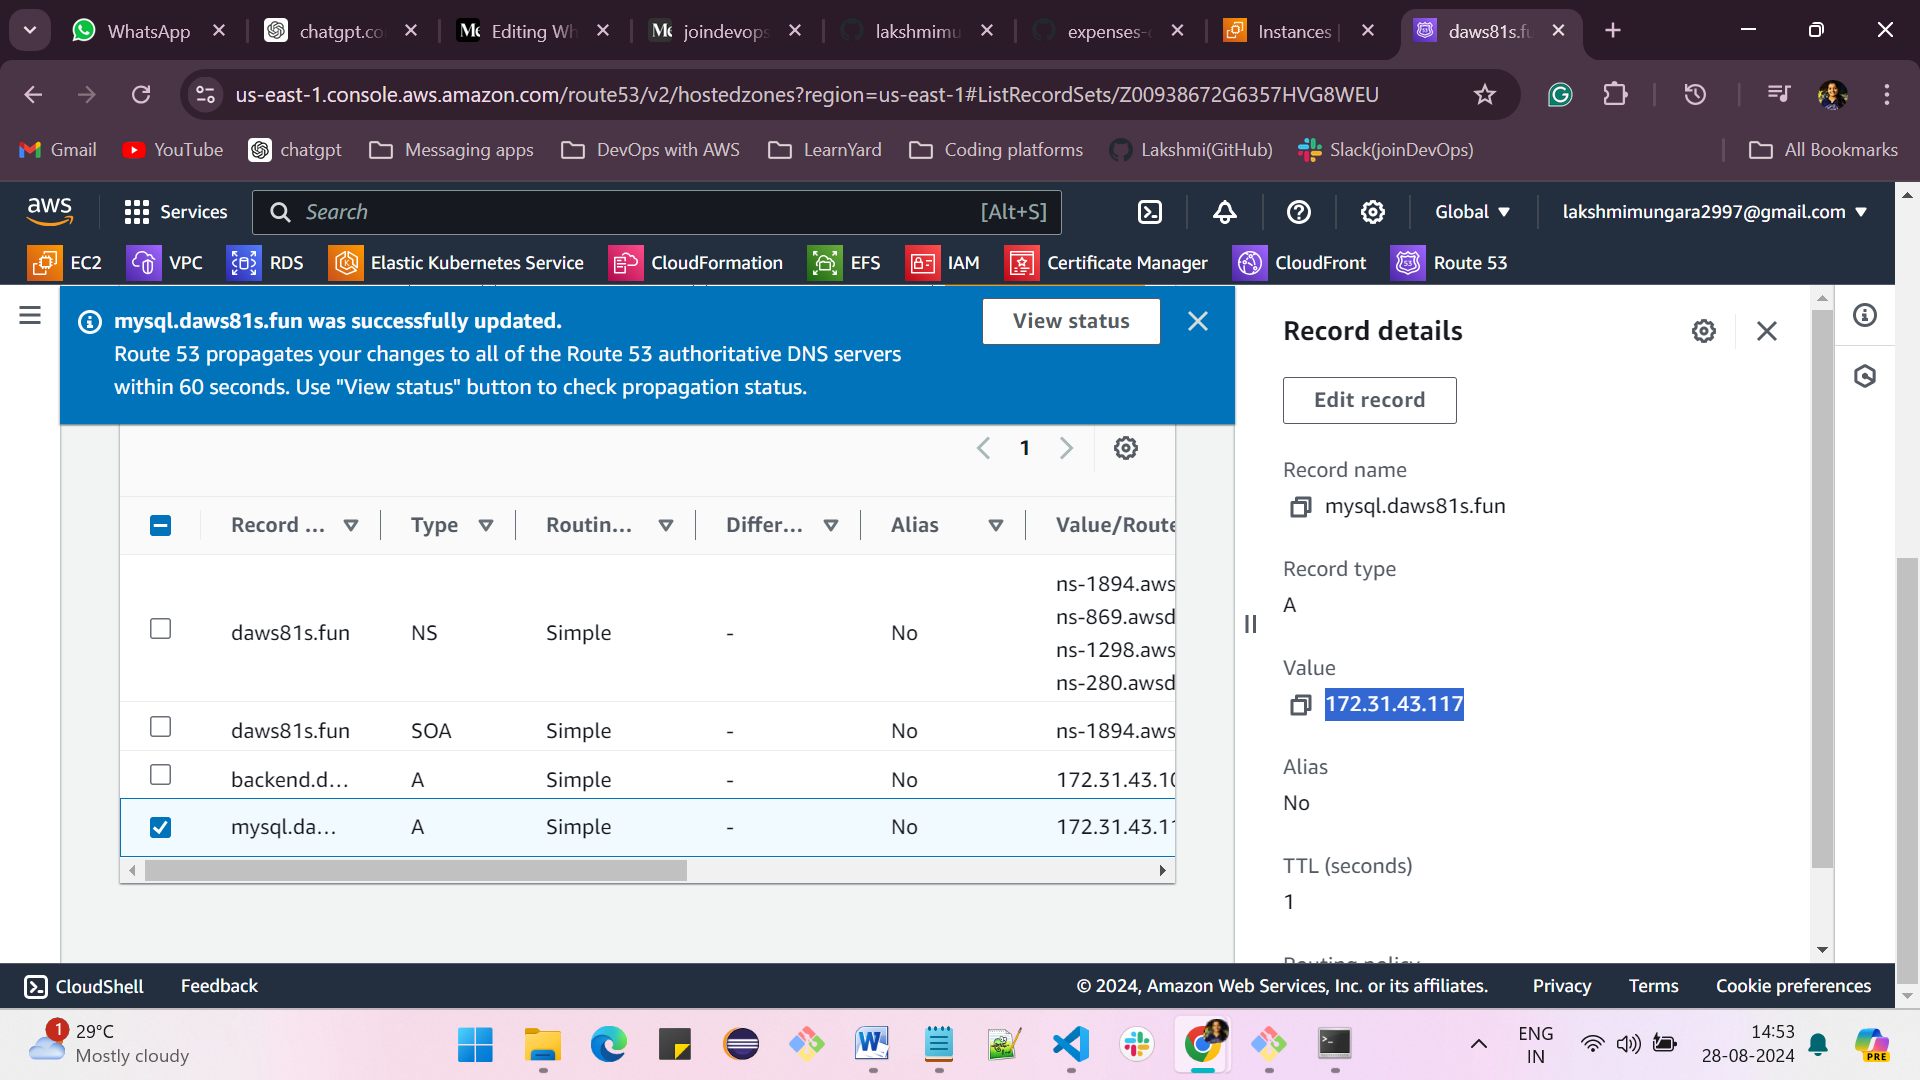 WhatsApp
chatgpt.co
Editing Wh
joindevops
lakshmimu
expenses-
Instances
daws81s.fu
us-east-1.console.aws.amazon.com/route53/v2/hostedzones?region=us-east-1#ListRecordSets/Z00938672G6357HVG8WEU
Gmail
YouTube
chatgpt
Messaging apps
DevOps with AWS
LearnYard
Coding platforms
Lakshmi(GitHub)
Slack(joinDevOps)
All Bookmarks
aws
Services
Search
[Alt+S]
Global
lakshmimungara2997@gmail.com
EC2
VPC
RDS
Elastic Kubernetes Service
CloudFormation
EFS
IAM
Certificate Manager
CloudFront
Route 53
mysql.daws81s.fun was successfully updated.
Route 53 propagates your changes to all of the Route 53 authoritative DNS servers
within 60 seconds. Use "View status" button to check propagation status.
View status
1
Record ... Type Routin... Differ... Alias Value/Route
daws81s.fun NS Simple - No
ns-1894.aws
ns-869.awsd
ns-1298.aws
ns-280.awsd
daws81s.fun SOA Simple - No ns-1894.aws
backend.d... A Simple - No 172.31.43.10
mysql.da... A Simple - No 172.31.43.11
Record details
Edit record
Record name
mysql.daws81s.fun
Record type
A
Value
172.31.43.117
Alias
No
TTL (seconds)
1
Routing policy
CloudShell
Feedback
© 2024, Amazon Web Services, Inc. or its affiliates.
Privacy
Terms
Cookie preferences
1
29°C
Mostly cloudy
ENG
IN
14:53
28-08-2024
PRE